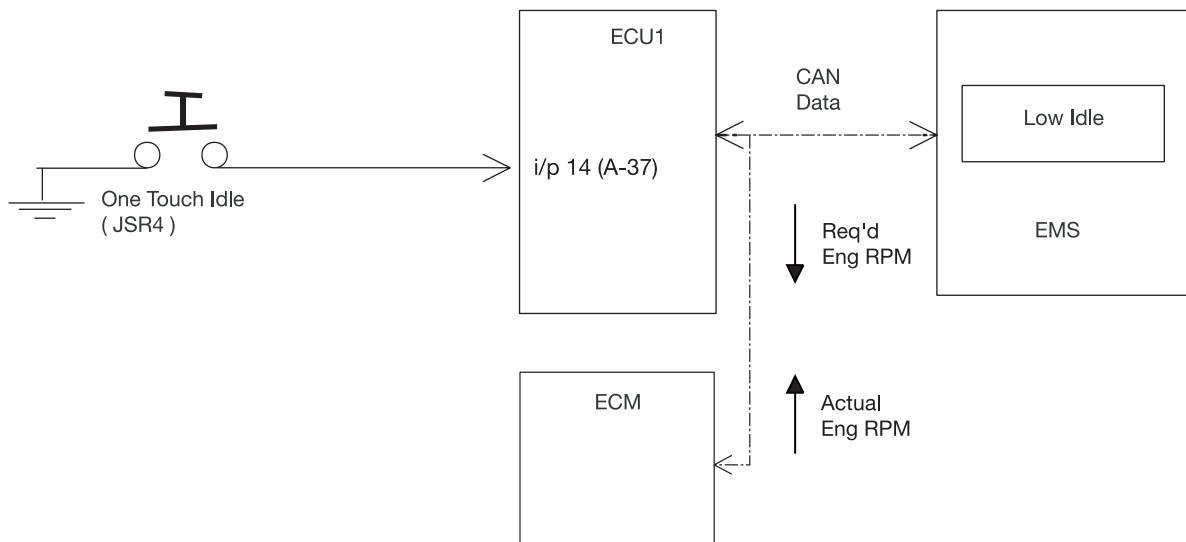 ECU1
CAN
Data
Low Idle
i/p 14 (A-37)
One Touch Idle
( JSR4 )
Req'd
Eng RPM
EMS
ECM
Actual
Eng RPM